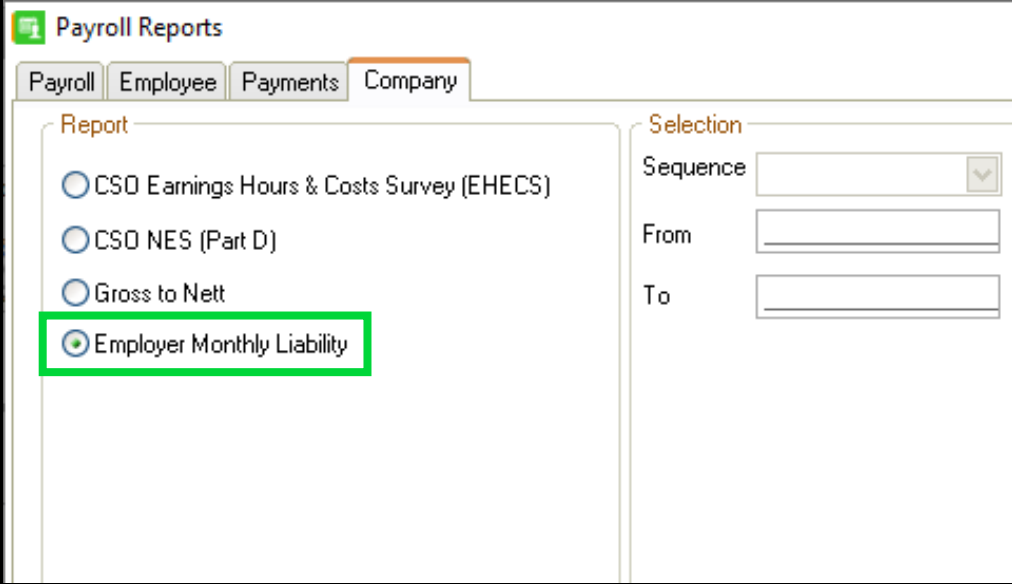 Payroll Reports
Payroll Employee Payments Company
Report
CSO Earnings Hours & Costs Survey (EHECS)
CSO NES (Part D)
Gross to Nett
Employer Monthly Liability
Selection
Sequence
From
To